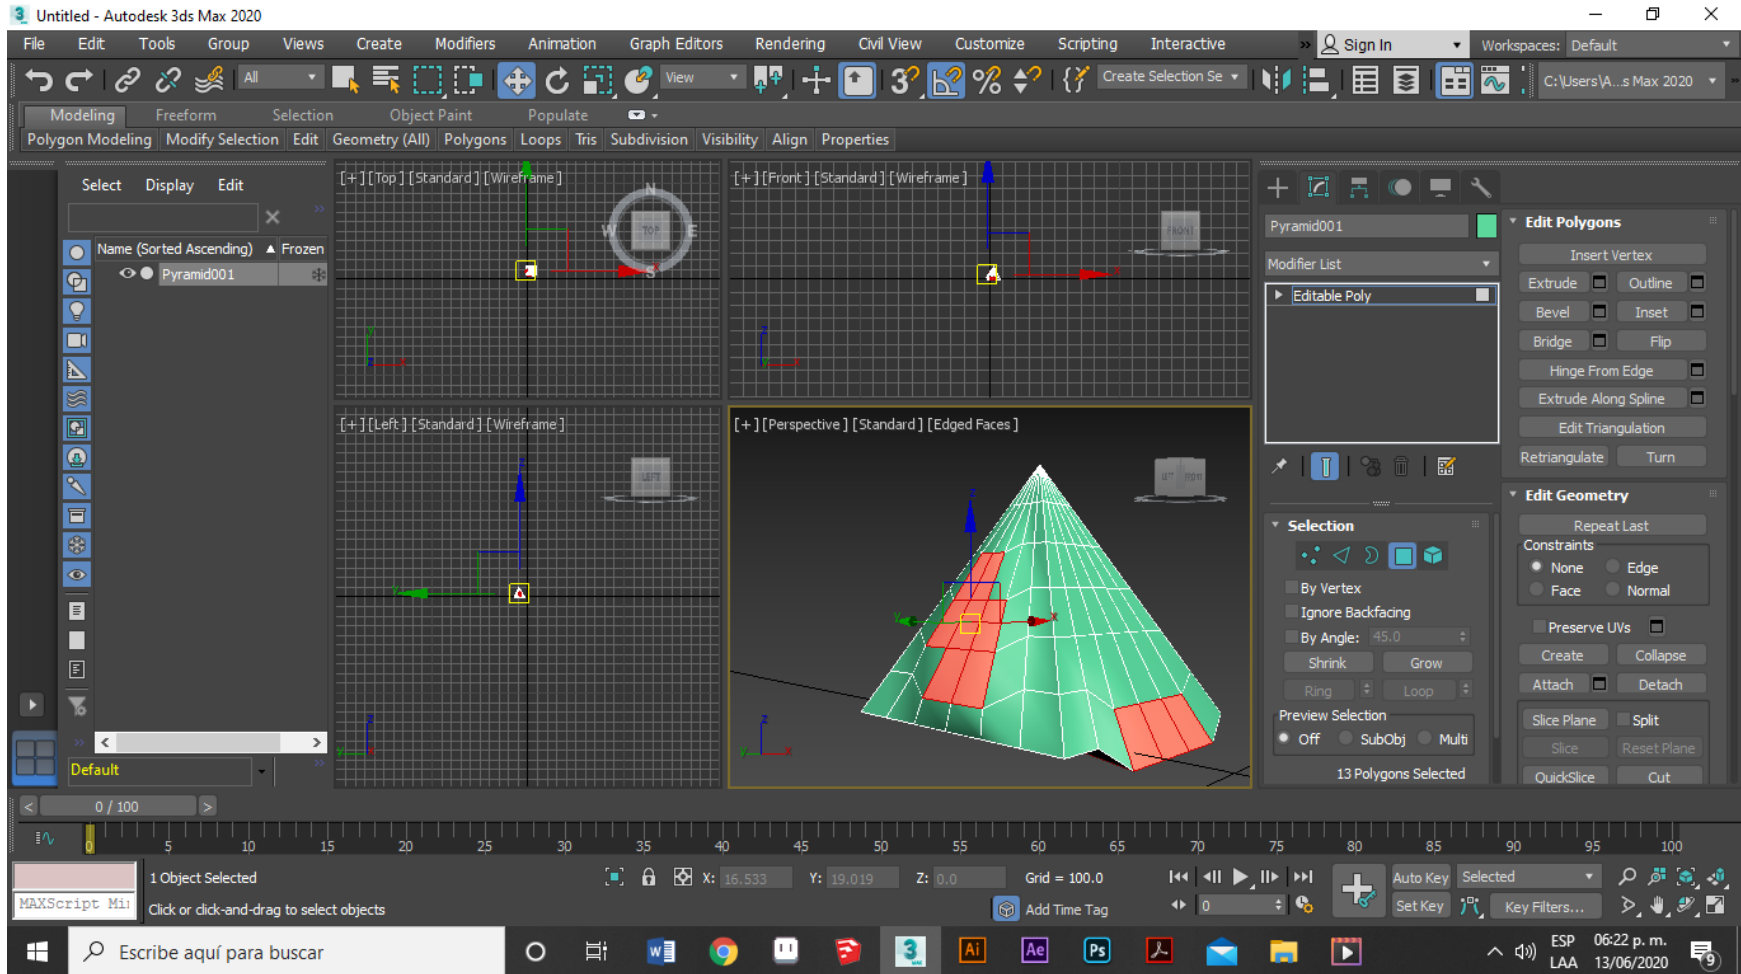 Untitled - Autodesk 3ds Max 2020
File Edit Tools Group Views Create Modifiers Animation Graph Editors Rendering Civil View Customize Scripting Interactive » Sign In Workspaces: Default
All View Create Selection Se C:\Users\A...s Max 2020
Modeling Freeform Selection Object Paint Populate
Polygon Modeling Modify Selection Edit Geometry (All) Polygons Loops Tris Subdivision Visibility Align Properties
Select Display Edit
Name (Sorted Ascending) Frozen
Pyramid001
Default
[+][Top][Standard][Wireframe]
N
W TOP E
S
[+][Front][Standard][Wireframe]
FRONT
[+][Left][Standard][Wireframe]
LEFT
[+][Perspective][Standard][Edged Faces]
Pyramid001
Modifier List
Editable Poly
Selection
By Vertex
Ignore Backfacing
By Angle: 45.0
Shrink Grow
Ring Loop
Preview Selection
Off SubObj Multi
13 Polygons Selected
Edit Polygons
Insert Vertex
Extrude Outline
Bevel Inset
Bridge Flip
Hinge From Edge
Extrude Along Spline
Edit Triangulation
Retriangulate Turn
Edit Geometry
Repeat Last
Constraints
None Edge
Face Normal
Preserve UVs
Create Collapse
Attach Detach
Slice Plane Split
Slice Reset Plane
QuickSlice Cut
< 0 / 100 >
0 5 10 15 20 25 30 35 40 45 50 55 60 65 70 75 80 85 90 95 100
1 Object Selected X: 16.533 Y: 19.019 Z: 0.0 Grid = 100.0 Auto Key Selected
MAXScript Mi Click or click-and-drag to select objects Add Time Tag 0 Set Key Key Filters...
Escribe aquí para buscar
Ai Ae Ps
ESP 06:22 p. m.
LAA 13/06/2020 9